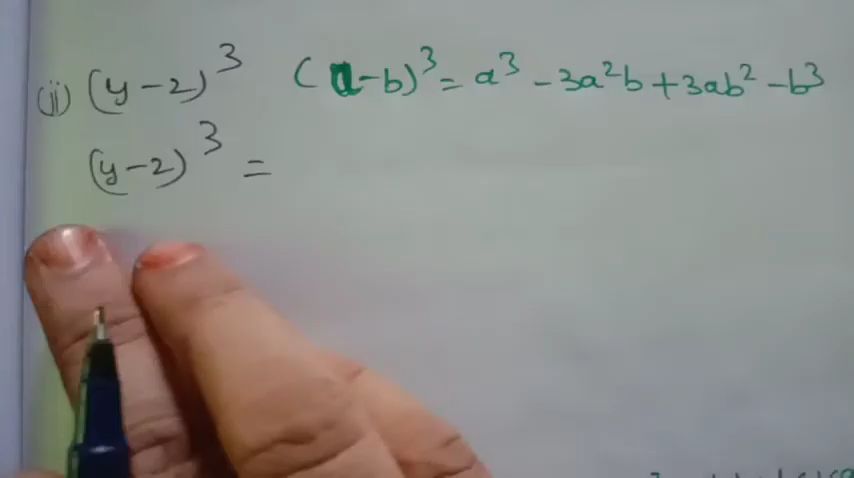 (ii) (y-2)³ (a-b)³ = a³ - 3a²b + 3ab² - b³
(y-2)³ =